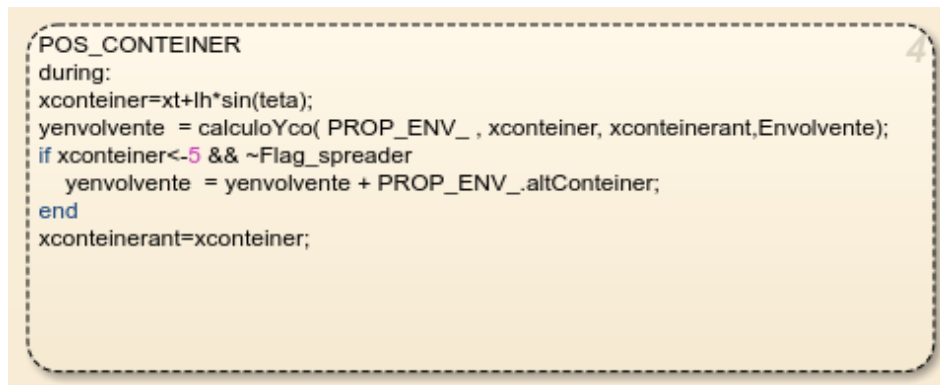 POS_CONTEINER
4
during:
xconteiner=xt+lh*sin(teta);
yenvolvente = calculoYco( PROP_ENV_ , xconteiner, xconteinerant,Envolvente);
if xconteiner<-5 && ~Flag_spreader
yenvolvente = yenvolvente + PROP_ENV_.altConteiner;
end
xconteinerant=xconteiner;